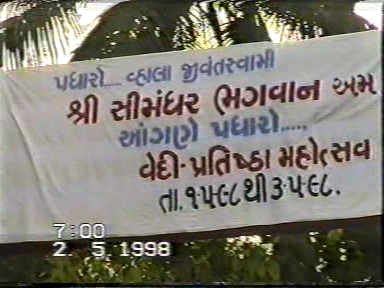 પધારો.... વ્હાલા જીવંતસ્વામી
શ્રી સીમંધર ભગવાન અમ
આંગણે પધારો.....
વેદી-પ્રતિષ્ઠા મહોત્સવ
તા.૧૫૯૮થી૩૫૯૮.
7:00
2. 5.1998